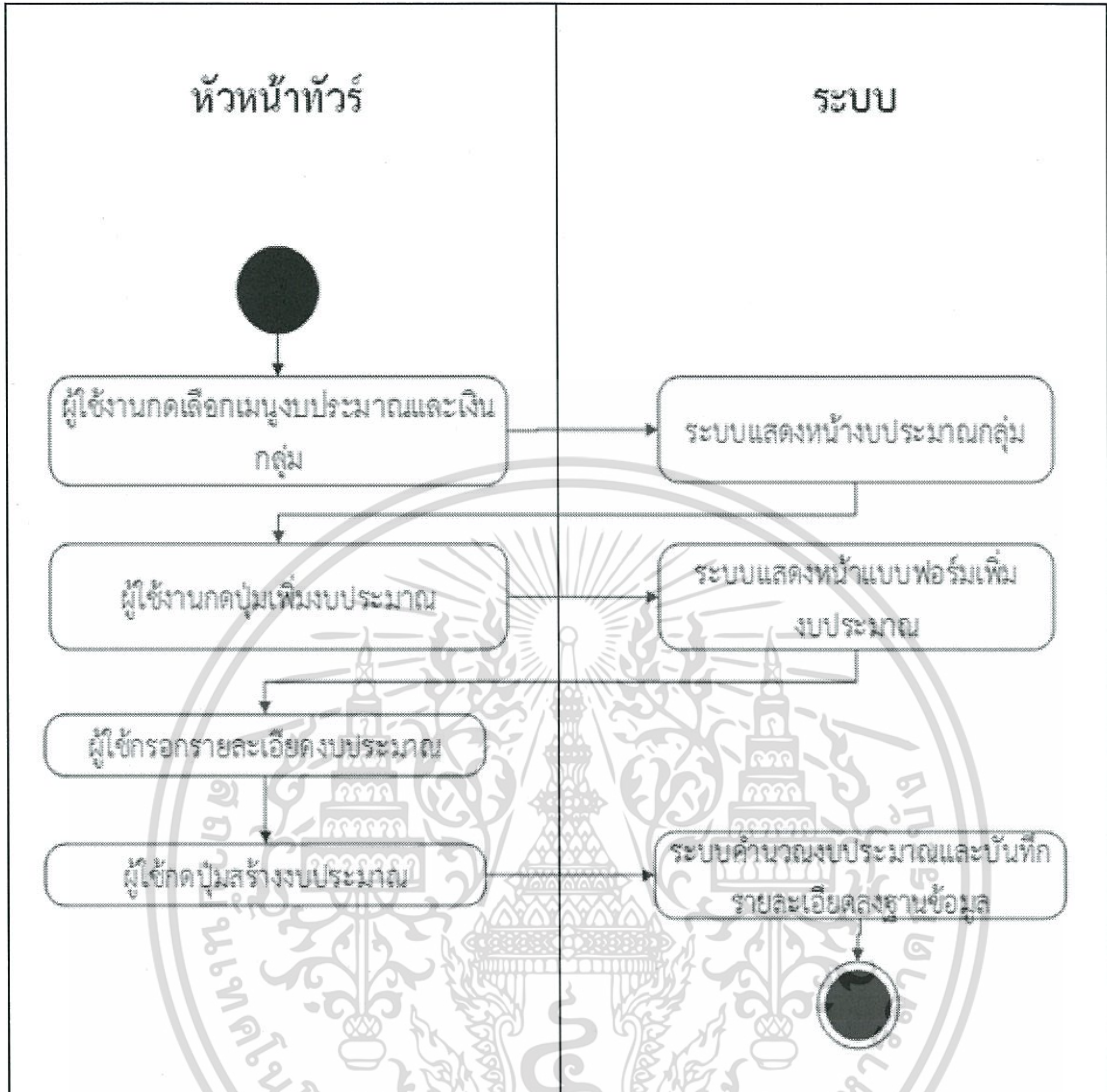 หัวหน้าทัวร์
ระบบ
ผู้ใช้งานกดเลือกเมนูงบประมาณและเงิน
กลุ่ม
ระบบแสดงหน้างบประมาณกลุ่ม
ผู้ใช้งานกดปุ่มเพิ่มงบประมาณ
ระบบแสดงหน้าแบบฟอร์มเพิ่ม
งบประมาณ
ผู้ใช้กรอกรายละเอียดงบประมาณ
ผู้ใช้กดปุ่มสร้างงบประมาณ
ระบบคำนวณงบประมาณและบันทึก
รายละเอียดลงฐานข้อมูล